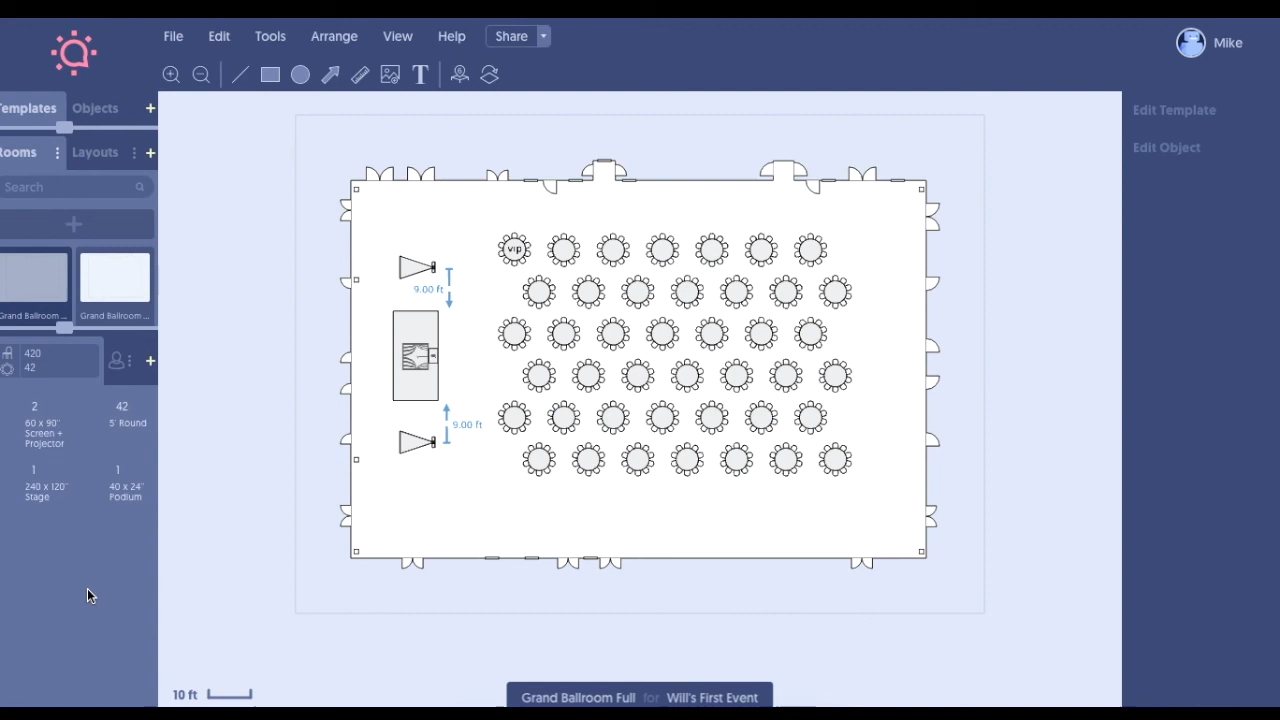 File Edit Tools Arrange View Help Share
Mike
T
Templates Objects +
Rooms Layouts +
Search
Grand Ballroom ... Grand Ballroom ...
420
42
+
2
60 x 90"
Screen +
Projector
42
5' Round
1
240 x 120"
Stage
1
40 x 24"
Podium
Edit Template
Edit Object
vip
9.00 ft
9.00 ft
10 ft
Grand Ballroom Full for Will's First Event